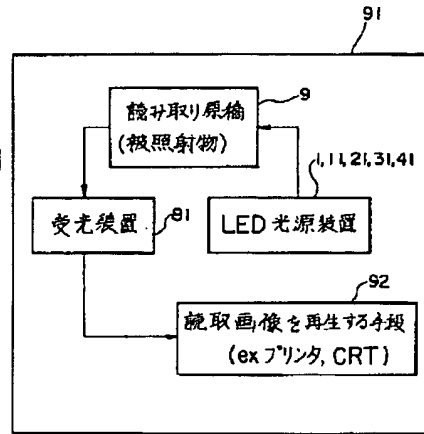 91
9
読み取り原稿
(被照射物)
1,11,21,31,41
受光装置
81
LED光源装置
92
読取画像を再生する手段
(exプリンタ, CRT)